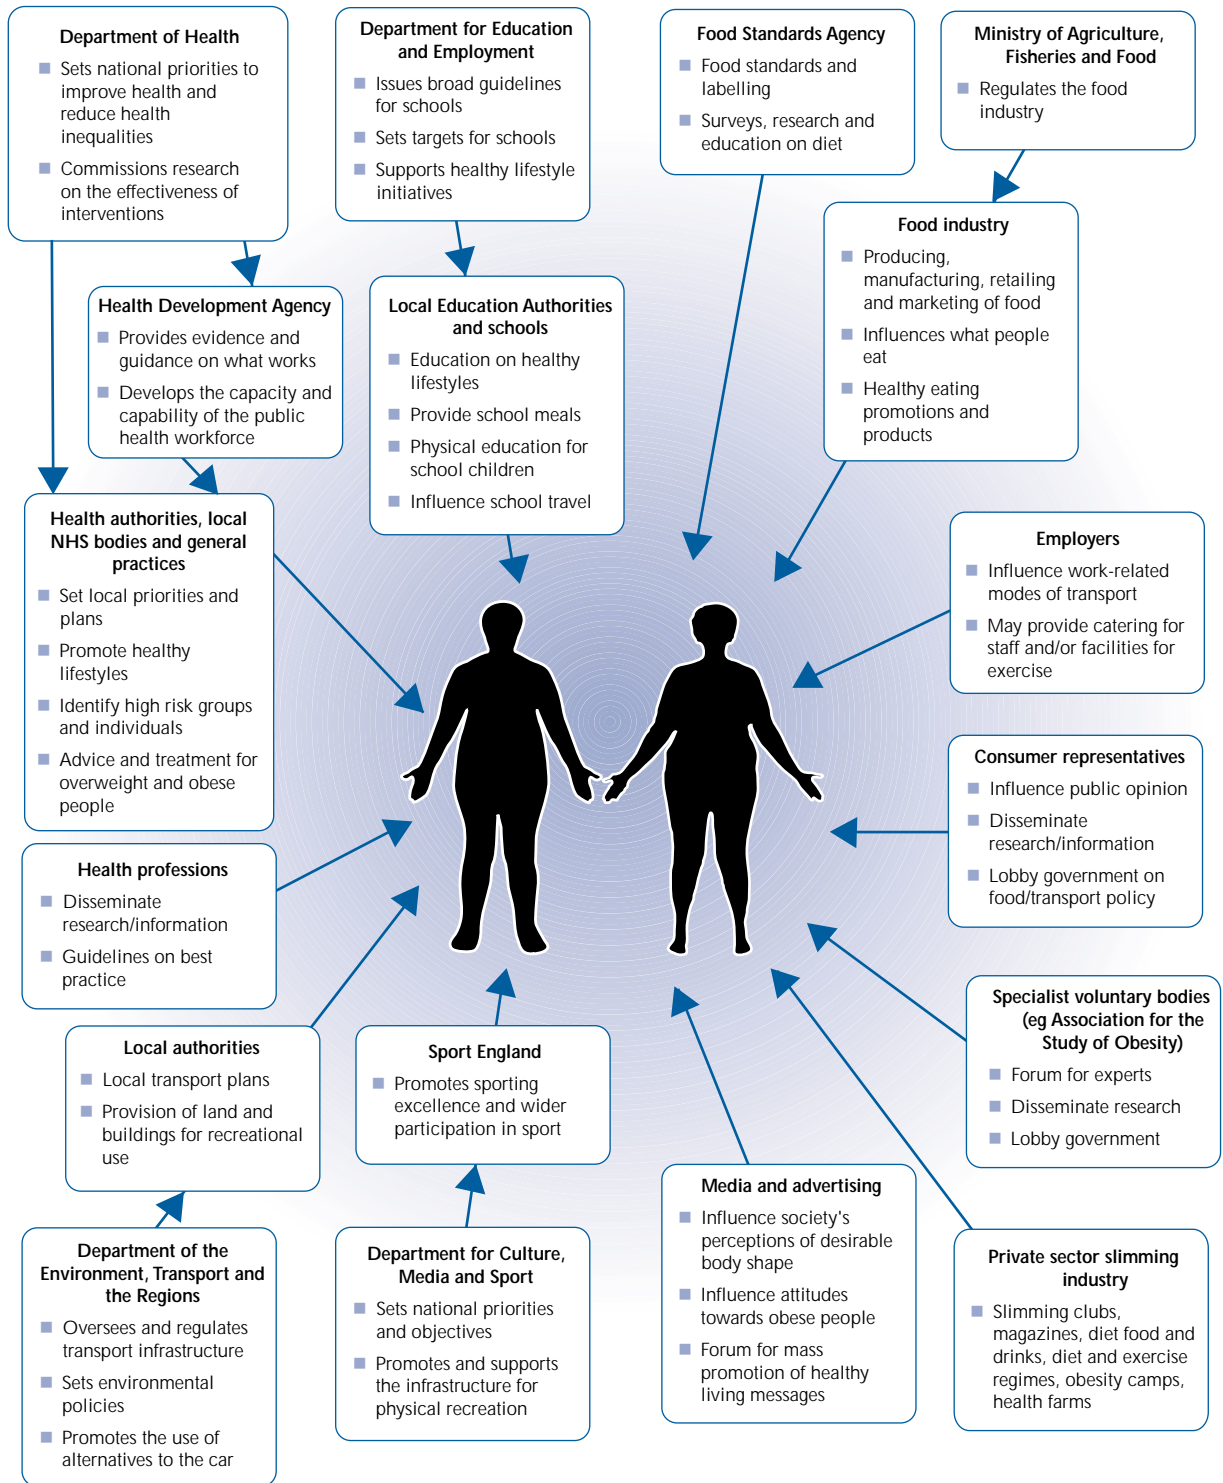 Department of Health
Sets national priorities to
improve health and
reduce health
inequalities
Commissions research
on the effectiveness of
interventions
Department for Education
and Employment
Issues broad guidelines
for schools
Sets targets for schools
Supports healthy lifestyle
initiatives
Food Standards Agency
Food standards and
labelling
Surveys, research and
education on diet
Ministry of Agriculture,
Fisheries and Food
Regulates the food
industry
Health Development Agency
Provides evidence and
guidance on what works
Develops the capacity and
capability of the public
health workforce
Local Education Authorities
and schools
Education on healthy
lifestyles
Provide school meals
Physical education for
school children
Influence school travel
Food industry
Producing,
manufacturing, retailing
and marketing of food
Influences what people
eat
Healthy eating
promotions and
products
Health authorities, local
NHS bodies and general
practices
Set local priorities and
plans
Promote healthy
lifestyles
Identify high risk groups
and individuals
Advice and treatment for
overweight and obese
people
Employers
Influence work-related
modes of transport
May provide catering for
staff and/or facilities for
exercise
Consumer representatives
Influence public opinion
Disseminate
research/information
Lobby government on
food/transport policy
Health professions
Disseminate
research/information
Guidelines on best
practice
Specialist voluntary bodies
(eg Association for the
Study of Obesity)
Forum for experts
Disseminate research
Lobby government
Local authorities
Local transport plans
Provision of land and
buildings for recreational
use
Sport England
Promotes sporting
excellence and wider
participation in sport
Media and advertising
Influence society's
perceptions of desirable
body shape
Influence attitudes
towards obese people
Forum for mass
promotion of healthy
living messages
Private sector slimming
industry
Slimming clubs,
magazines, diet food and
drinks, diet and exercise
regimes, obesity camps,
health farms
Department of the
Environment, Transport and
the Regions
Oversees and regulates
transport infrastructure
Sets environmental
policies
Promotes the use of
alternatives to the car
Department for Culture,
Media and Sport
Sets national priorities
and objectives
Promotes and supports
the infrastructure for
physical recreation